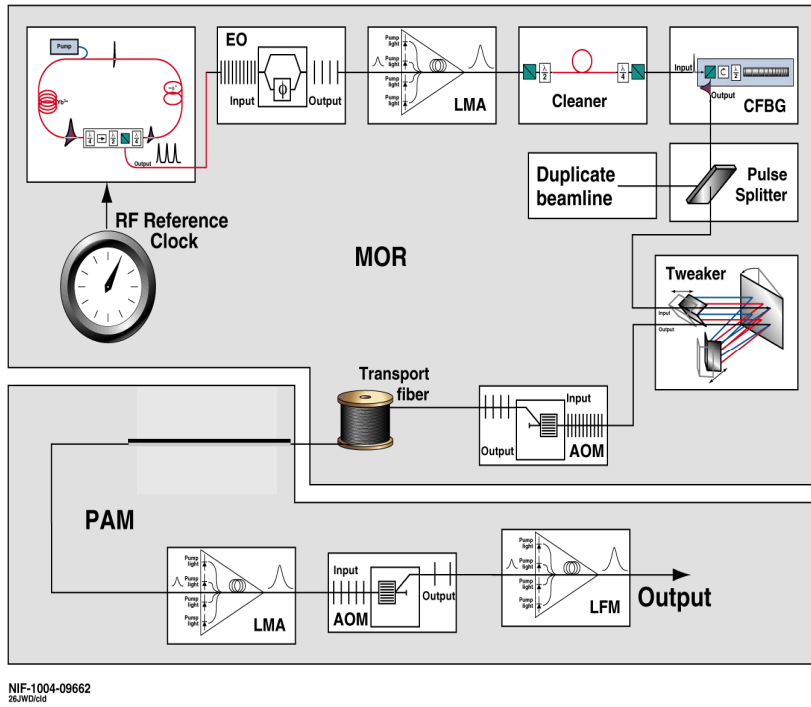 Pump
Yb³⁺
−β"
λ/4
λ/2
λ/4
Output
RF Reference
Clock
EO
Input
Output
ϕ
Pump
light
Pump
light
Pump
light
Pump
light
LMA
λ/2
λ/4
Cleaner
Input
λ/2
Output
CFBG
Duplicate
beamline
Pulse
Splitter
MOR
Tweaker
Input
Output
Transport
fiber
Input
Output
AOM
PAM
Pump
light
Pump
light
Pump
light
Pump
light
LMA
Input
Output
AOM
Pump
light
Pump
light
Pump
light
Pump
light
LFM
Output
NIF-1004-09662
26JWD/cld